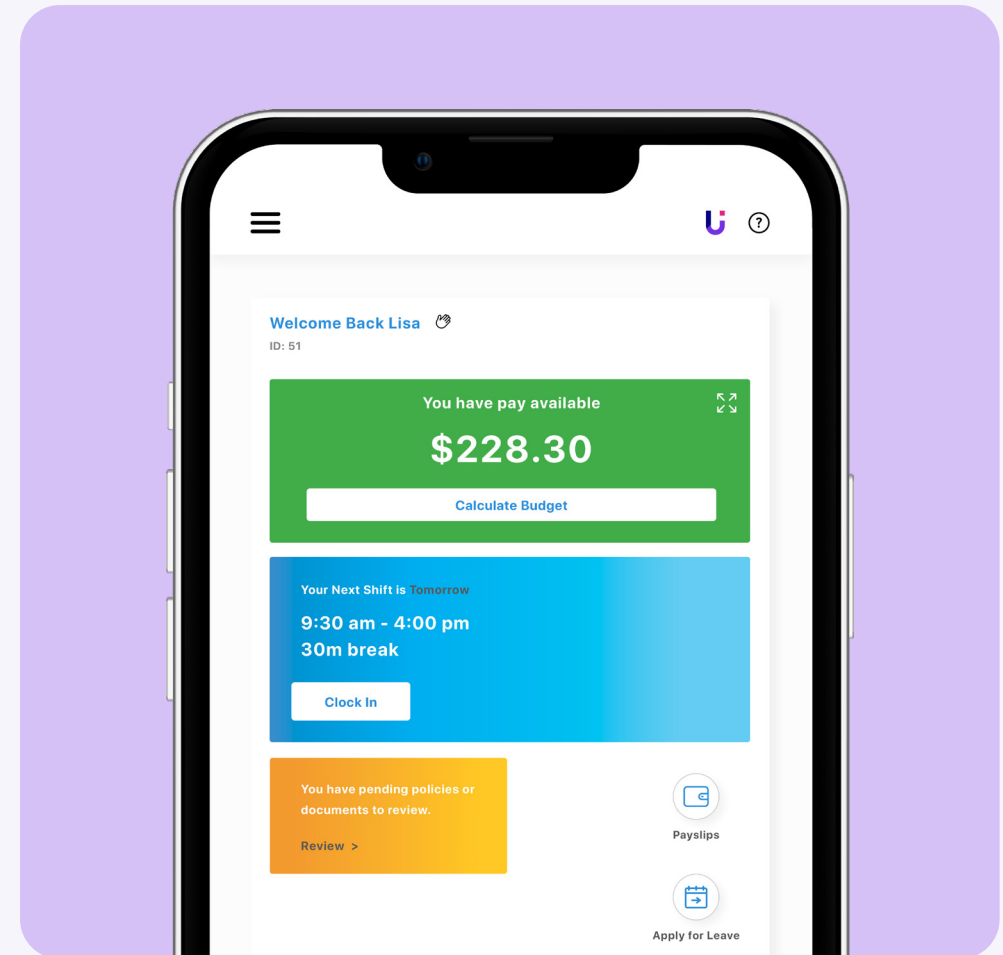 Welcome Back Lisa
ID: 51
You have pay available
$228.30
Calculate Budget
Your Next Shift is Tomorrow
9:30 am - 4:00 pm
30m break
Clock In
You have pending policies or
documents to review.
Review >
Payslips
Apply for Leave